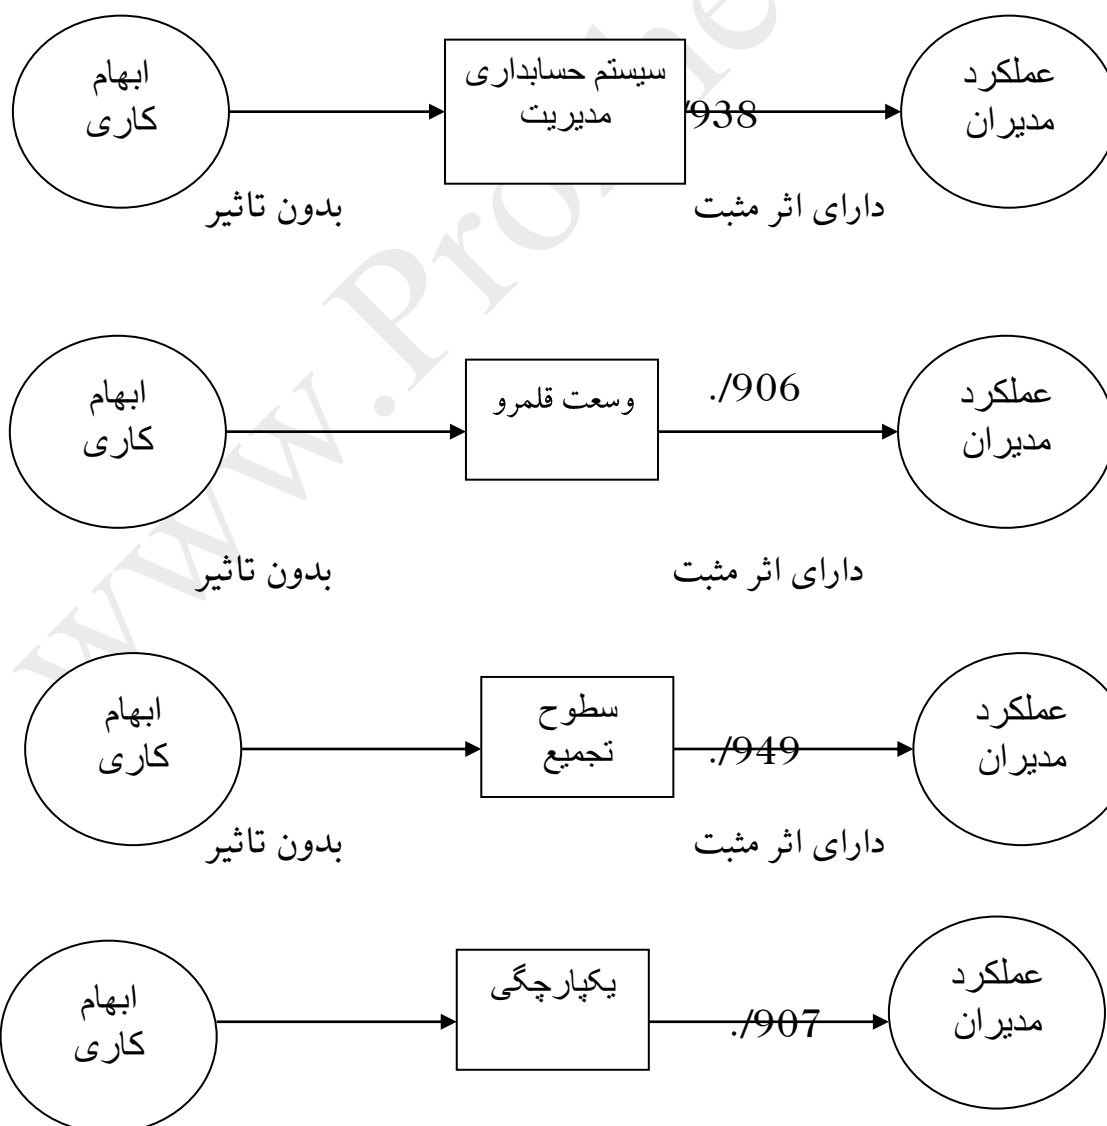 ابهام
کاری
سیستم حسابداری
مدیریت
/938
عملکرد
مدیران
بدون تاثیر
دارای اثر مثبت
ابهام
کاری
وسعت قلمرو
./906
عملکرد
مدیران
بدون تاثیر
دارای اثر مثبت
ابهام
کاری
سطوح
تجمیع
./949
عملکرد
مدیران
بدون تاثیر
دارای اثر مثبت
ابهام
کاری
یکپارچگی
./907
عملکرد
مدیران
www.Prozhe